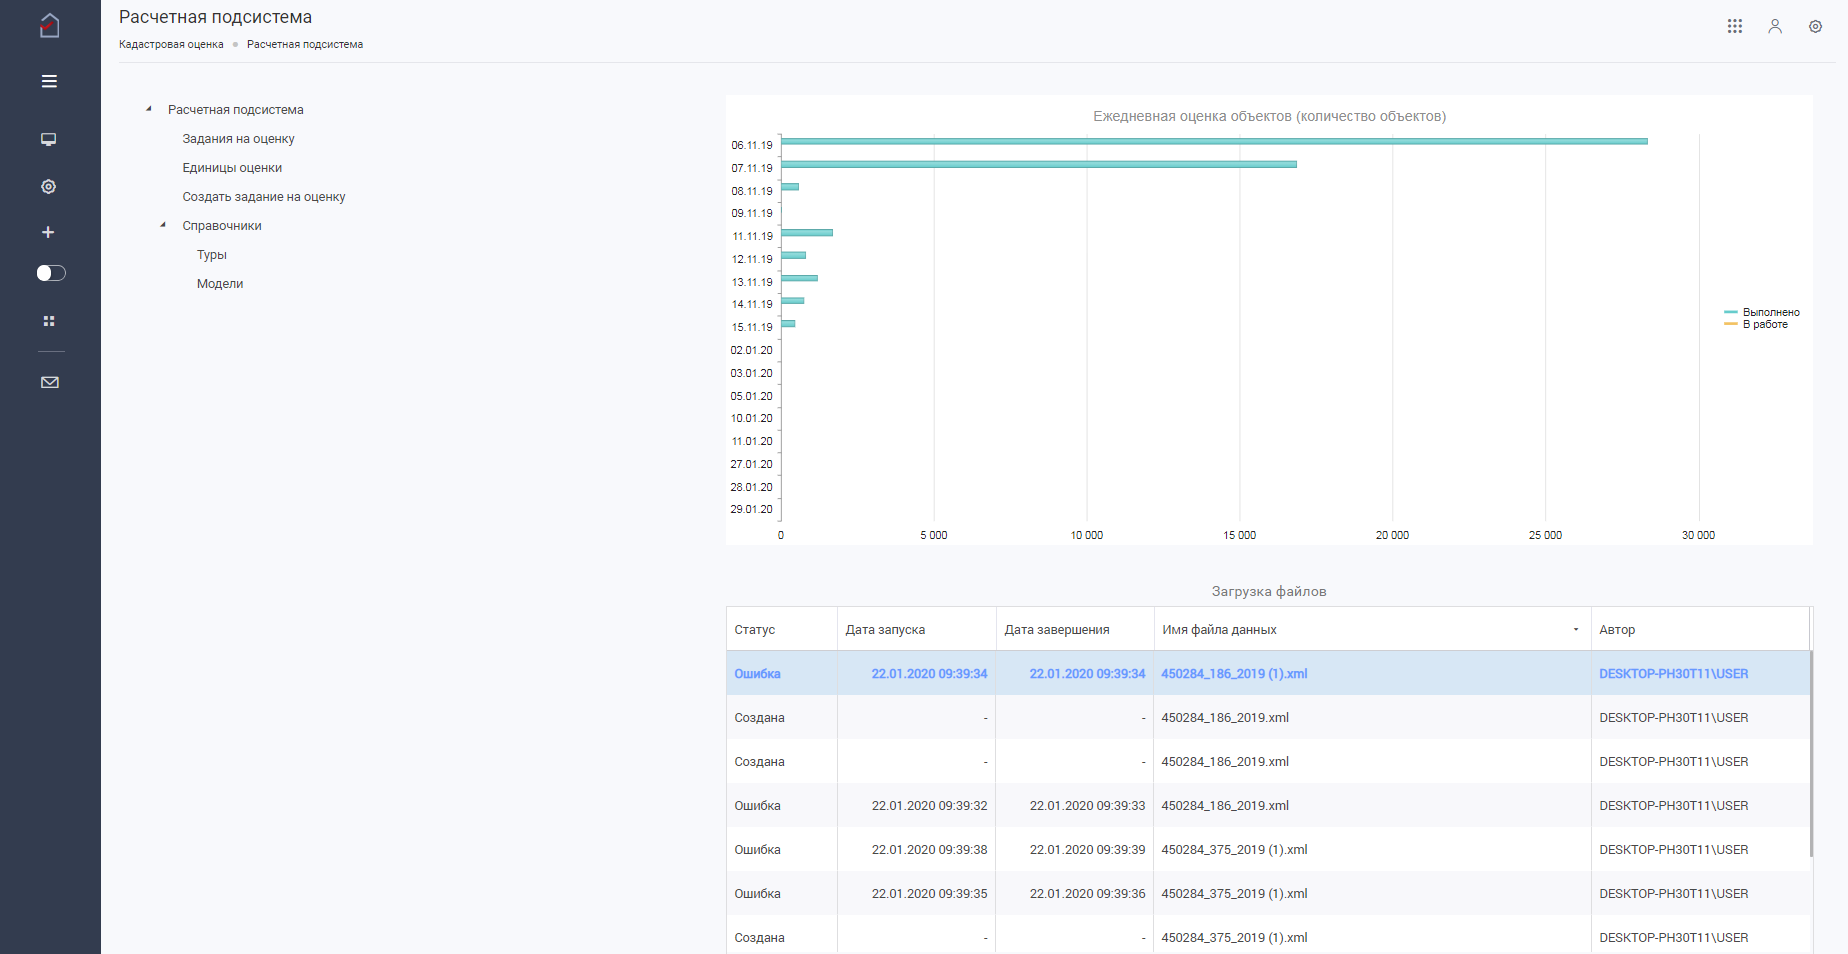 Расчетная подсистема
Кадастровая оценка Расчетная подсистема
Расчетная подсистема
Задания на оценку
Единицы оценки
Создать задание на оценку
Справочники
Туры
Модели
Ежедневная оценка объектов (количество объектов)
06.11.19
07.11.19
08.11.19
09.11.19
11.11.19
12.11.19
13.11.19
14.11.19
15.11.19
02.01.20
03.01.20
05.01.20
10.01.20
11.01.20
27.01.20
28.01.20
29.01.20
0 5 000 10 000 15 000 20 000 25 000 30 000
Выполнено
В работе
Загрузка файлов
Статус Дата запуска Дата завершения Имя файла данных Автор
Ошибка 22.01.2020 09:39:34 22.01.2020 09:39:34 450284_186_2019 (1).xml DESKTOP-PH30T11\USER
Создана - - 450284_186_2019.xml DESKTOP-PH30T11\USER
Создана - - 450284_186_2019.xml DESKTOP-PH30T11\USER
Ошибка 22.01.2020 09:39:32 22.01.2020 09:39:33 450284_186_2019.xml DESKTOP-PH30T11\USER
Ошибка 22.01.2020 09:39:38 22.01.2020 09:39:39 450284_375_2019 (1).xml DESKTOP-PH30T11\USER
Ошибка 22.01.2020 09:39:35 22.01.2020 09:39:36 450284_375_2019 (1).xml DESKTOP-PH30T11\USER
Создана - - 450284_375_2019 (1).xml DESKTOP-PH30T11\USER